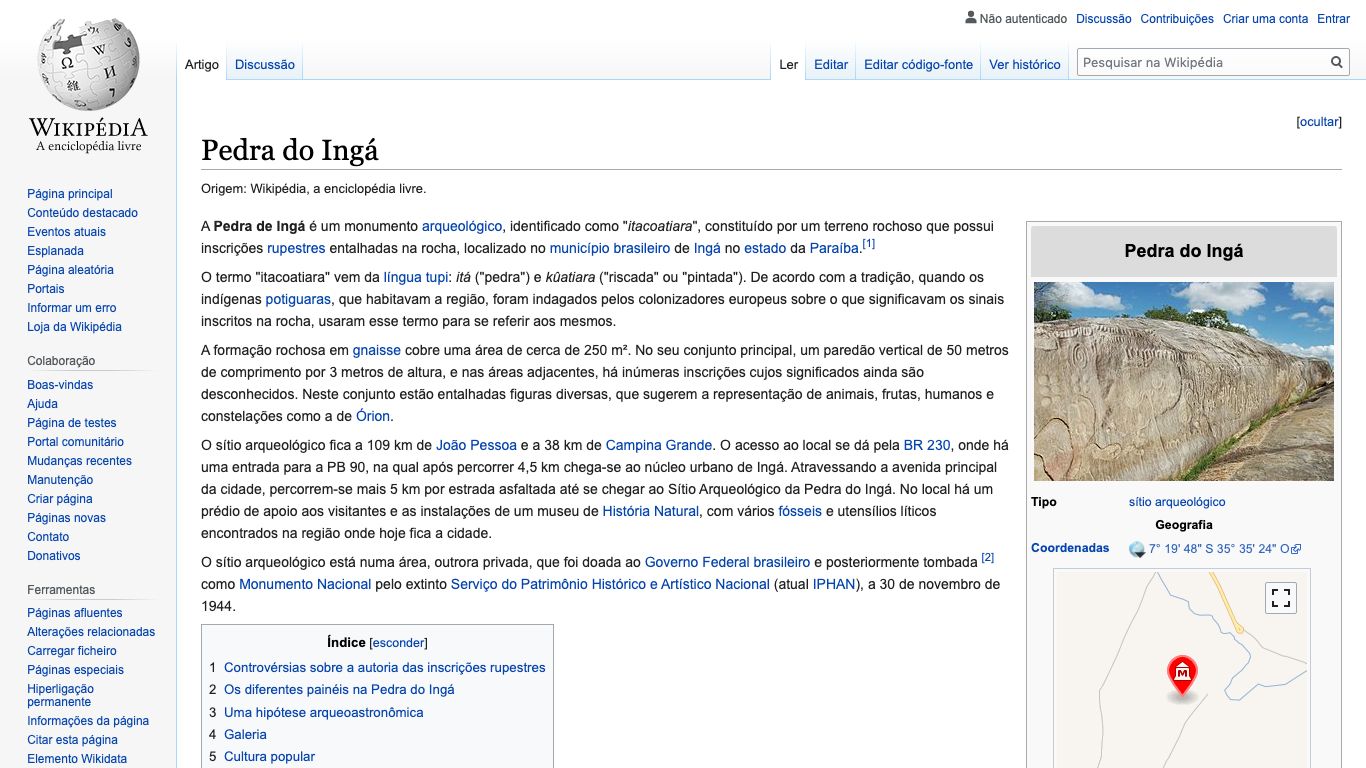 Não autenticado Discussão Contribuições Criar uma conta Entrar
Artigo Discussão Ler Editar Editar código-fonte Ver histórico Pesquisar na Wikipédia
WIKIPÉDIA
A enciclopédia livre
Página principal
Conteúdo destacado
Eventos atuais
Esplanada
Página aleatória
Portais
Informar um erro
Loja da Wikipédia
Colaboração
Boas-vindas
Ajuda
Página de testes
Portal comunitário
Mudanças recentes
Manutenção
Criar página
Páginas novas
Contato
Donativos
Ferramentas
Páginas afluentes
Alterações relacionadas
Carregar ficheiro
Páginas especiais
Hiperligação
permanente
Informações da página
Citar esta página
Elemento Wikidata
[ocultar]
Pedra do Ingá
Origem: Wikipédia, a enciclopédia livre.
A Pedra de Ingá é um monumento arqueológico, identificado como "itacoatiara", constituído por um terreno rochoso que possui
inscrições rupestres entalhadas na rocha, localizado no município brasileiro de Ingá no estado da Paraíba.[1]
O termo "itacoatiara" vem da língua tupi: itá ("pedra") e kûatiara ("riscada" ou "pintada"). De acordo com a tradição, quando os
indígenas potiguaras, que habitavam a região, foram indagados pelos colonizadores europeus sobre o que significavam os sinais
inscritos na rocha, usaram esse termo para se referir aos mesmos.
A formação rochosa em gnaisse cobre uma área de cerca de 250 m². No seu conjunto principal, um paredão vertical de 50 metros
de comprimento por 3 metros de altura, e nas áreas adjacentes, há inúmeras inscrições cujos significados ainda são
desconhecidos. Neste conjunto estão entalhadas figuras diversas, que sugerem a representação de animais, frutas, humanos e
constelações como a de Órion.
O sítio arqueológico fica a 109 km de João Pessoa e a 38 km de Campina Grande. O acesso ao local se dá pela BR 230, onde há
uma entrada para a PB 90, na qual após percorrer 4,5 km chega-se ao núcleo urbano de Ingá. Atravessando a avenida principal
da cidade, percorrem-se mais 5 km por estrada asfaltada até se chegar ao Sítio Arqueológico da Pedra do Ingá. No local há um
prédio de apoio aos visitantes e as instalações de um museu de História Natural, com vários fósseis e utensílios líticos
encontrados na região onde hoje fica a cidade.
O sítio arqueológico está numa área, outrora privada, que foi doada ao Governo Federal brasileiro e posteriormente tombada [2]
como Monumento Nacional pelo extinto Serviço do Patrimônio Histórico e Artístico Nacional (atual IPHAN), a 30 de novembro de
1944.
Índice [esconder]
1 Controvérsias sobre a autoria das inscrições rupestres
2 Os diferentes painéis na Pedra do Ingá
3 Uma hipótese arqueoastronômica
4 Galeria
5 Cultura popular
Pedra do Ingá
Tipo sítio arqueológico
Geografia
Coordenadas 7° 19' 48" S 35° 35' 24" O